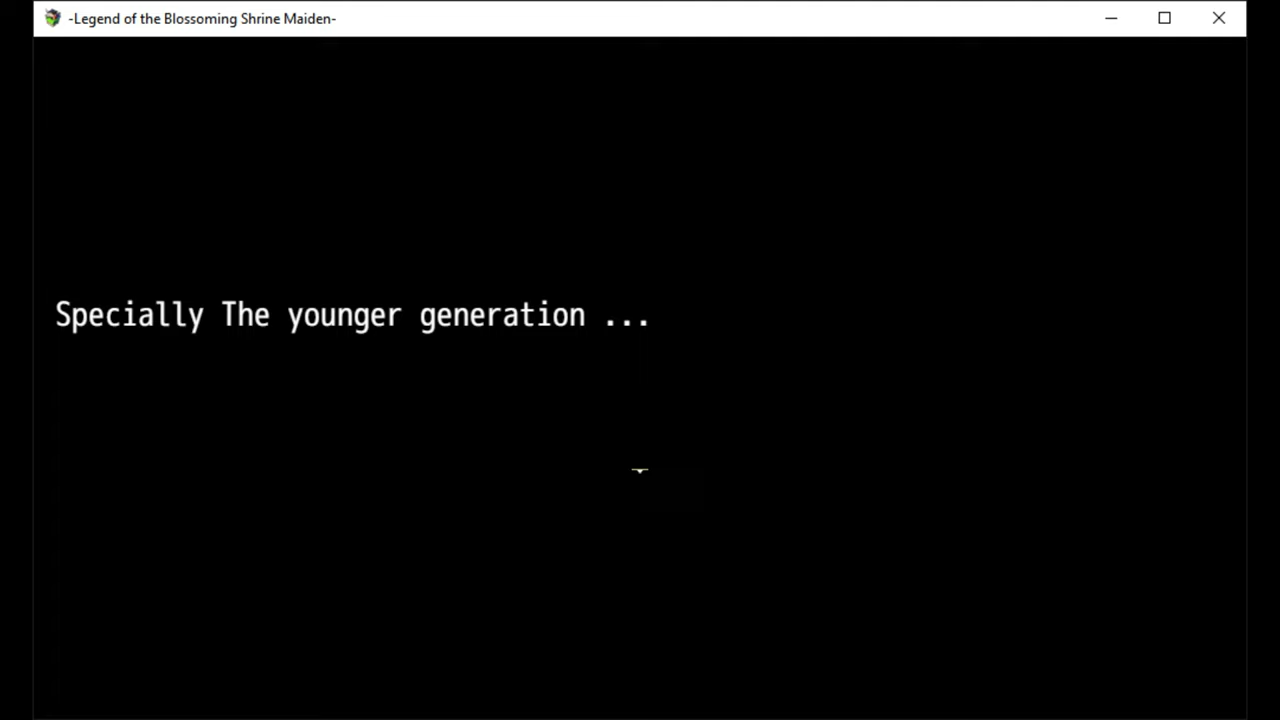 -Legend of the Blossoming Shrine Maiden-
Specially The younger generation ...